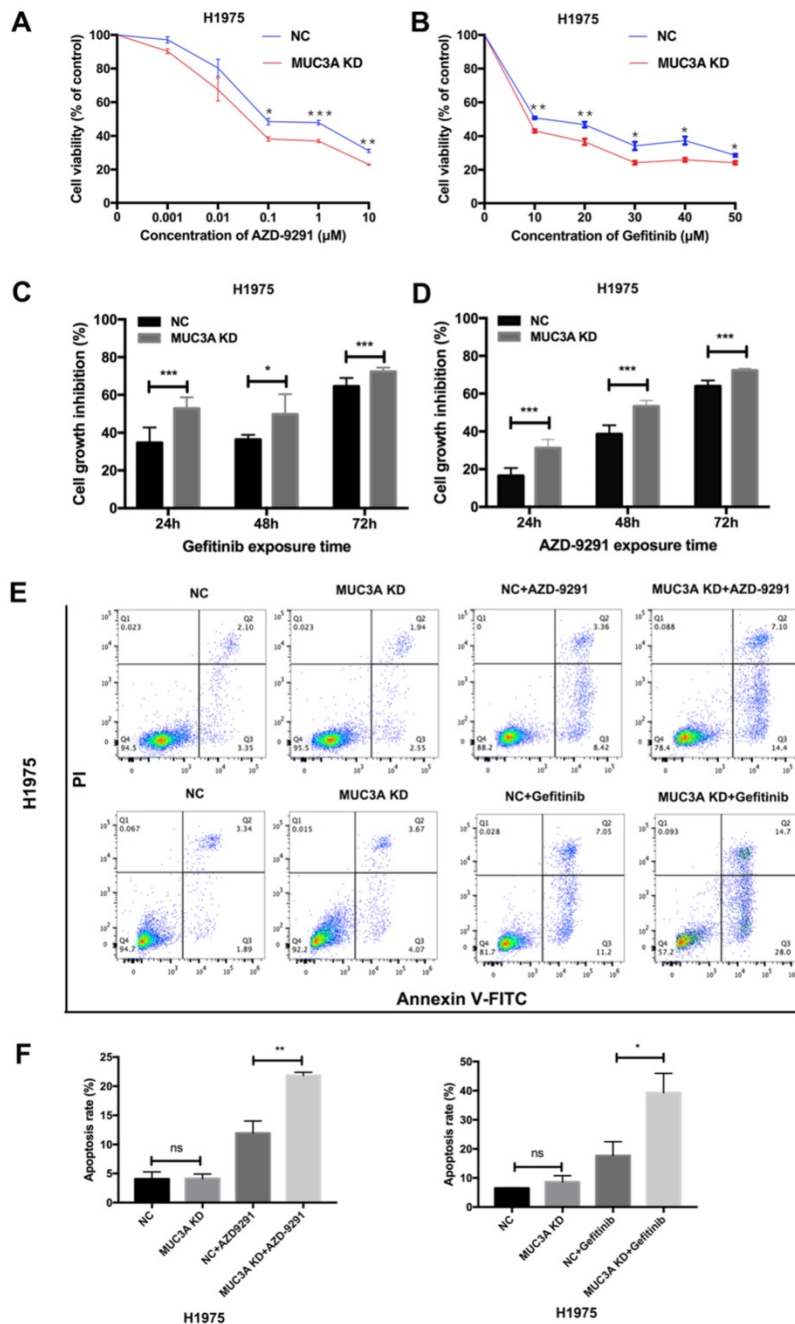 A
H1975
NC
MUC3A KD
Cell viability (% of control)
100
80
60
40
20
0
*
***
**
0
0.001
0.01
0.1
1
10
Concentration of AZD-9291 (µM)
B
H1975
NC
MUC3A KD
Cell viability (% of control)
100
80
60
40
20
0
**
**
*
*
*
0
10
20
30
40
50
Concentration of Gefitinib (µM)
C
H1975
NC
MUC3A KD
Cell growth inhibition (%)
100
80
60
40
20
0
***
*
***
24h
48h
72h
Gefitinib exposure time
D
H1975
NC
MUC3A KD
Cell growth inhibition (%)
100
80
60
40
20
0
***
***
***
24h
48h
72h
AZD-9291 exposure time
E
H1975
PI
NC
Q1
0.023
Q2
2.10
Q4
94.5
Q3
3.35
MUC3A KD
Q1
0.023
Q2
1.94
Q4
95.5
Q3
2.55
NC+AZD-9291
Q1
0
Q2
3.36
Q4
88.2
Q3
8.42
MUC3A KD+AZD-9291
Q1
0.088
Q2
7.10
Q4
78.4
Q3
14.4
NC
Q1
0.067
Q2
3.34
Q4
94.7
Q3
1.89
MUC3A KD
Q1
0.015
Q2
3.67
Q4
92.2
Q3
4.07
NC+Gefitinib
Q1
0.028
Q2
7.05
Q4
81.7
Q3
11.2
MUC3A KD+Gefitinib
Q1
0.093
Q2
14.7
Q4
57.2
Q3
28.0
Annexin V-FITC
F
Apoptosis rate (%)
25
20
15
10
5
0
ns
**
NC
MUC3A KD
NC+AZD9291
MUC3A KD+AZD-9291
H1975
Apoptosis rate (%)
50
40
30
20
10
0
ns
*
NC
MUC3A KD
NC+Gefitinib
MUC3A KD+Gefitinib
H1975